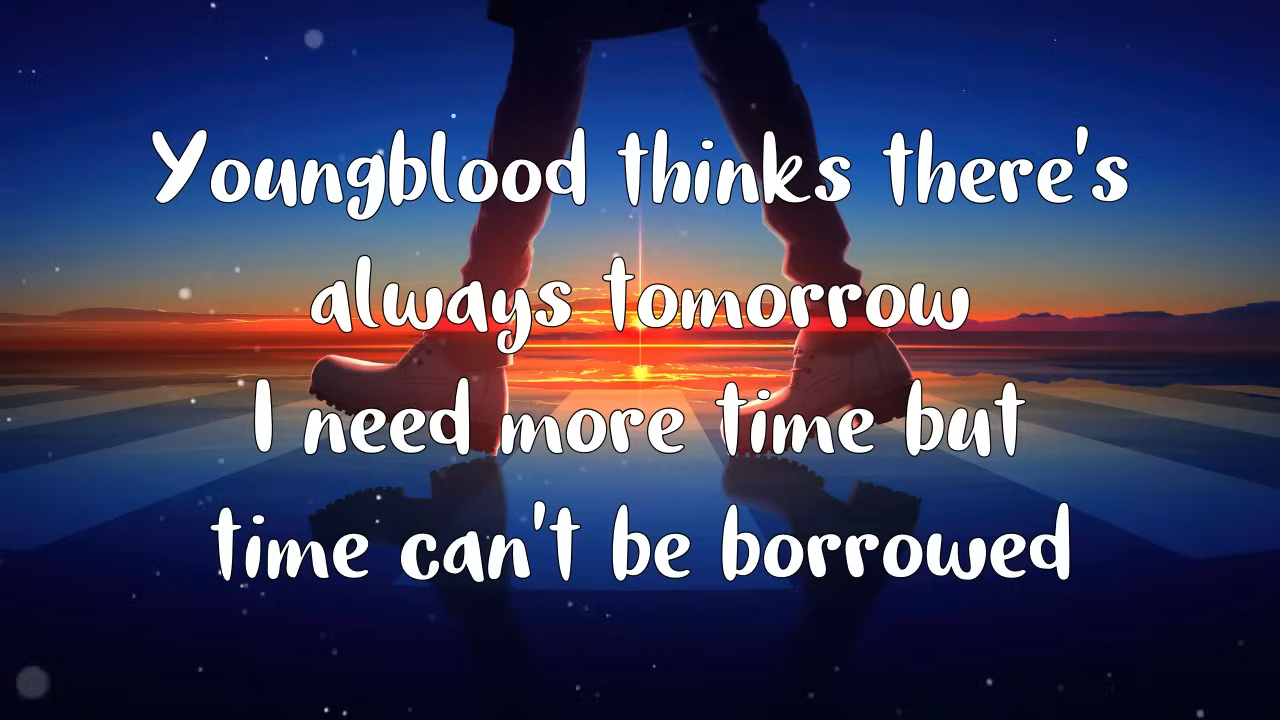 Youngblood thinks there's
always tomorrow
I need more time but
time can't be borrowed